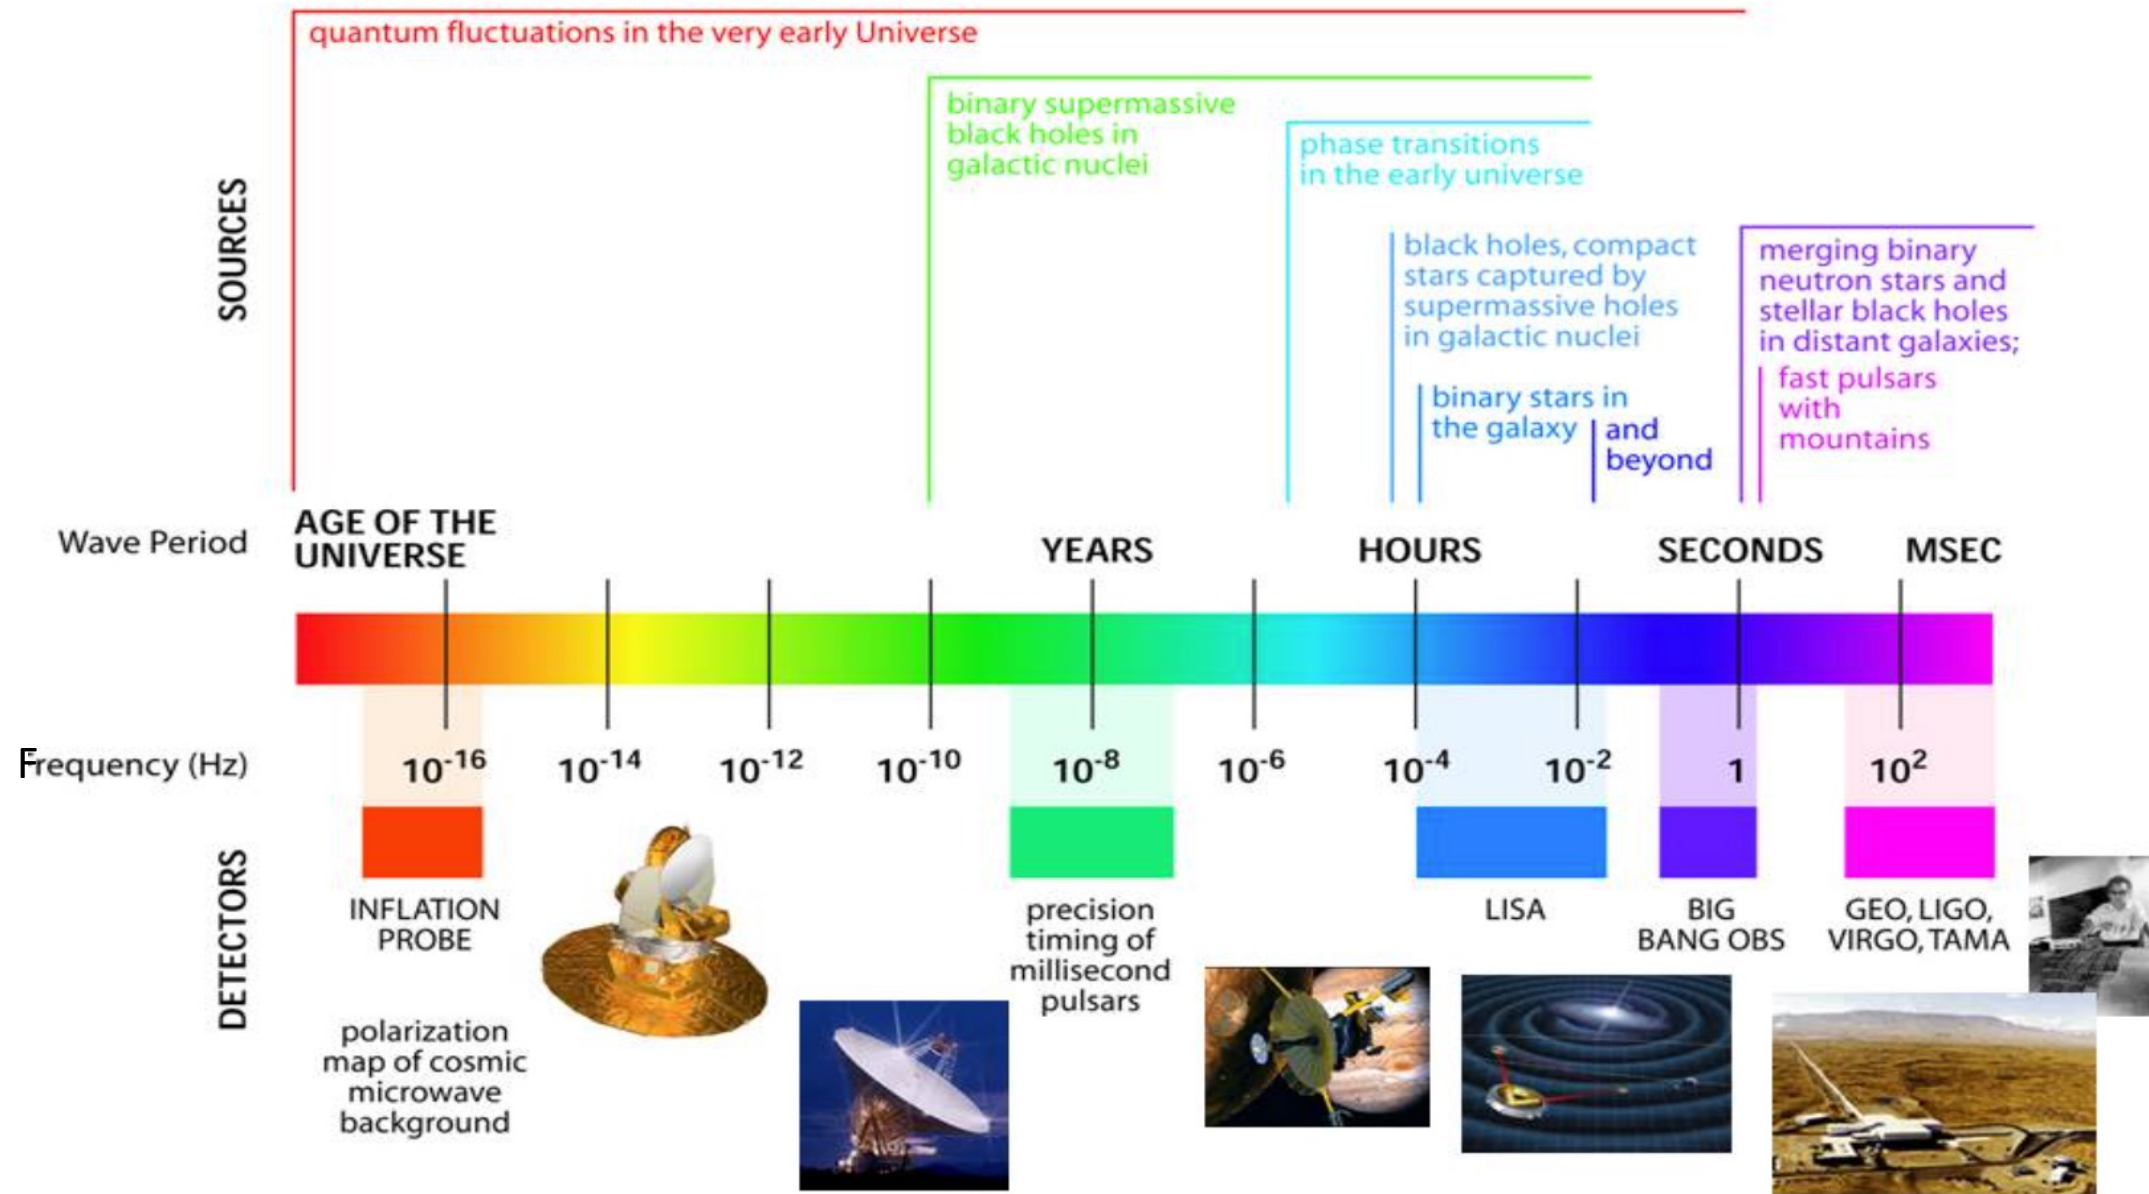 quantum fluctuations in the very early Universe
binary supermassive
black holes in
galactic nuclei
phase transitions
in the early universe
SOURCES
black holes, compact
stars captured by
supermassive holes
in galactic nuclei
merging binary
neutron stars and
stellar black holes
in distant galaxies;
fast pulsars
with
mountains
binary stars in
the galaxy
and
beyond
Wave Period
AGE OF THE
UNIVERSE
YEARS
HOURS
SECONDS
MSEC
Frequency (Hz)
10⁻¹⁶
10⁻¹⁴
10⁻¹²
10⁻¹⁰
10⁻⁸
10⁻⁶
10⁻⁴
10⁻²
1
10²
DETECTORS
INFLATION
PROBE
polarization
map of cosmic
microwave
background
precision
timing of
millisecond
pulsars
LISA
BIG
BANG OBS
GEO, LIGO,
VIRGO, TAMA